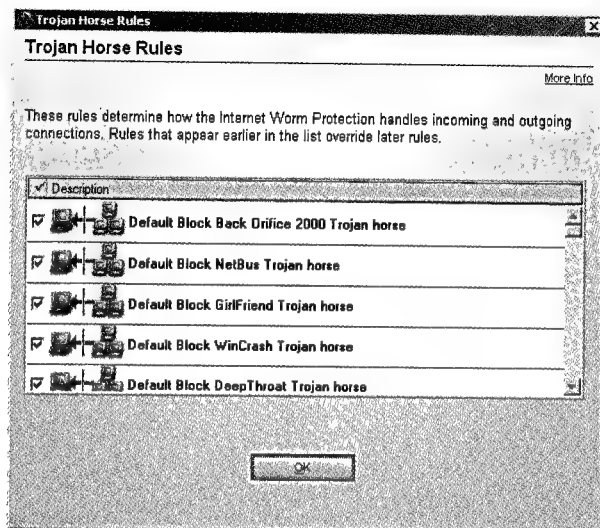 Trojan Horse Rules
Trojan Horse Rules
More Info
These rules determine how the Internet Worm Protection handles incoming and outgoing
connections. Rules that appear earlier in the list override later rules.
Description
Default Block Back Orifice 2000 Trojan horse
Default Block NetBus Trojan horse
Default Block GirlFriend Trojan horse
Default Block WinCrash Trojan horse
Default Block DeepThroat Trojan horse
OK